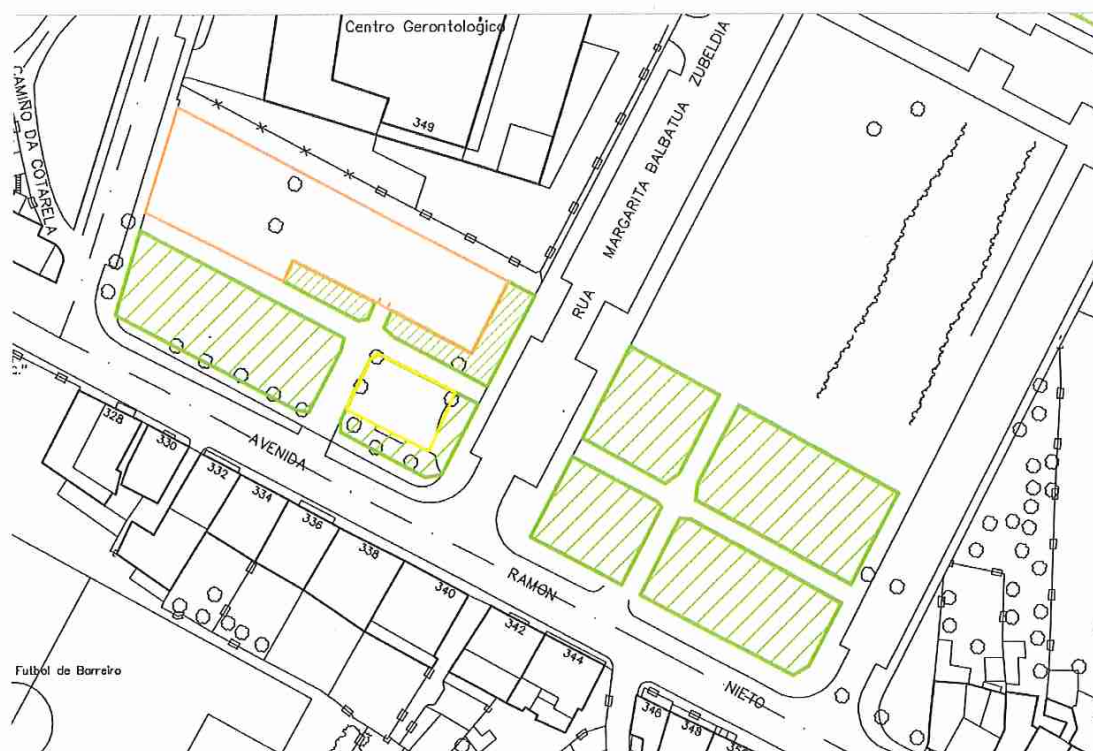 Centro Gerontologico
349
CAMIÑO DA COTARELA
RUA MARGARITA BALBATUA ZUBELDIA
AVENIDA RAMON NIETO
328
330
332
334
336
338
340
342
344
346
348
Futbol de Barreiro